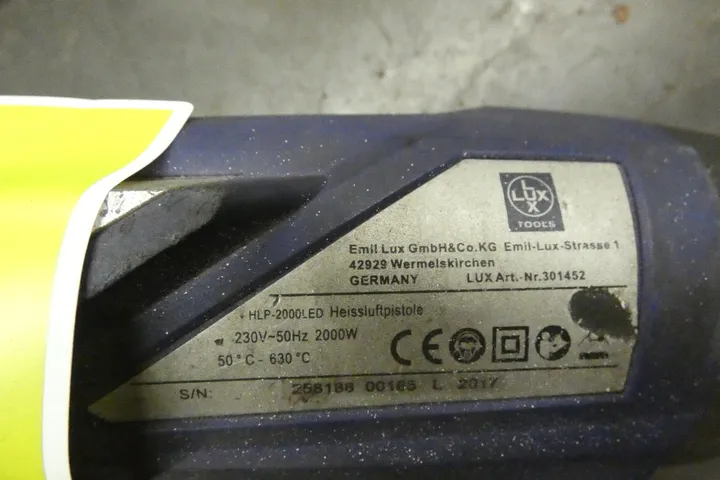 LUX
TOOLS
Emil Lux GmbH&Co.KG Emil-Lux-Strasse 1
42929 Wermelskirchen
GERMANY LUX Art.-Nr.301452
HLP-2000LED Heissluftpistole
230V~50Hz 2000W
50°C - 630°C
CE
S/N: 258188 00165 L 2017